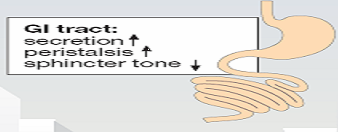 GI tract:
secretion ↑
peristalsis ↑
sphincter tone ↓